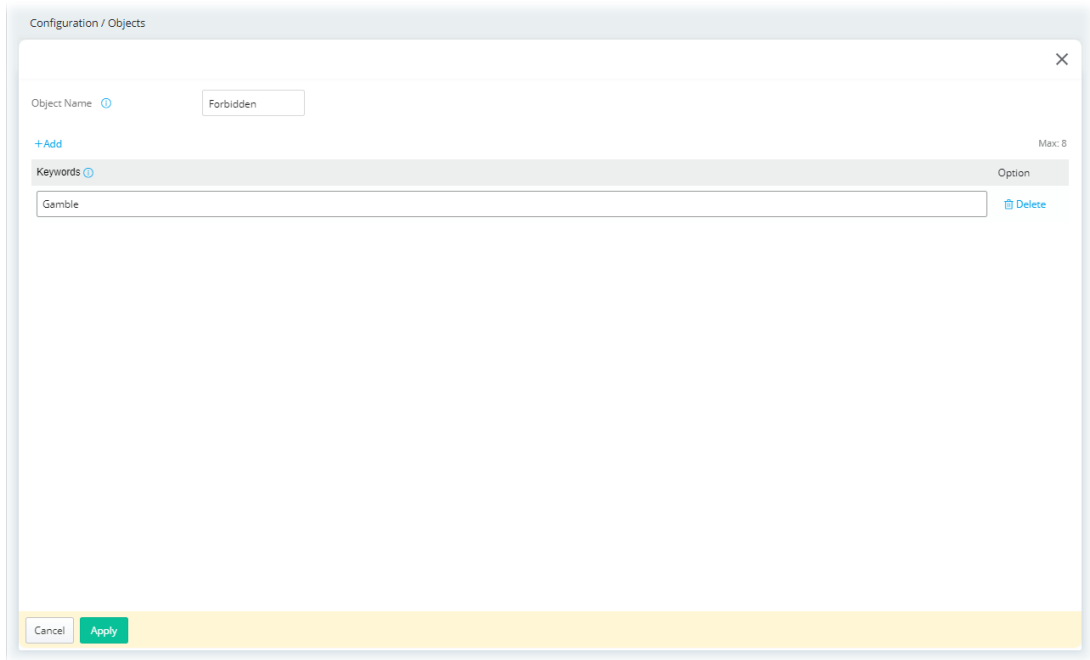 Configuration / Objects
Object Name
Forbidden
+Add
Max: 8
Keywords
Option
Gamble
Delete
Cancel
Apply